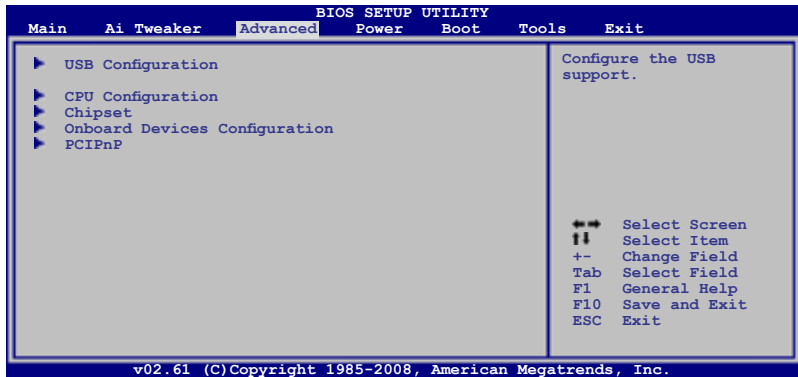 BIOS SETUP UTILITY
Main Ai Tweaker Advanced Power Boot Tools Exit
USB Configuration
CPU Configuration
Chipset
Onboard Devices Configuration
PCIPnP
Configure the USB
support.
←→ Select Screen
↑↓ Select Item
+- Change Field
Tab Select Field
F1 General Help
F10 Save and Exit
ESC Exit
v02.61 (C)Copyright 1985-2008, American Megatrends, Inc.